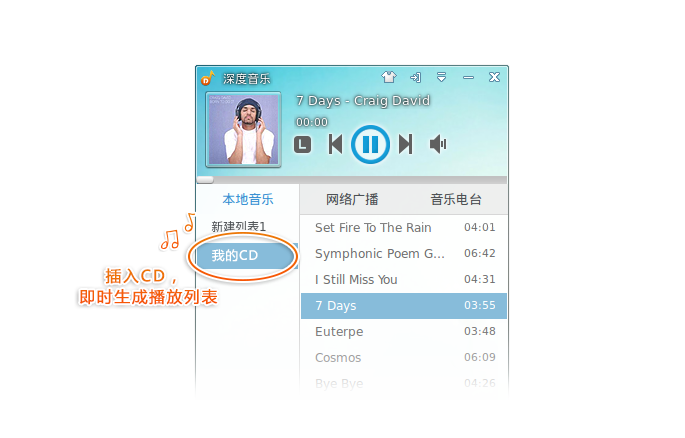 深度音乐
7 Days - Craig David
00:00
L
本地音乐
网络广播
音乐电台
新建列表1
我的CD
插入CD，
即时生成播放列表
Set Fire To The Rain 04:01
Symphonic Poem G... 06:42
I Still Miss You 04:31
7 Days 03:55
Euterpe 03:48
Cosmos 06:09
Bye Bye 04:26